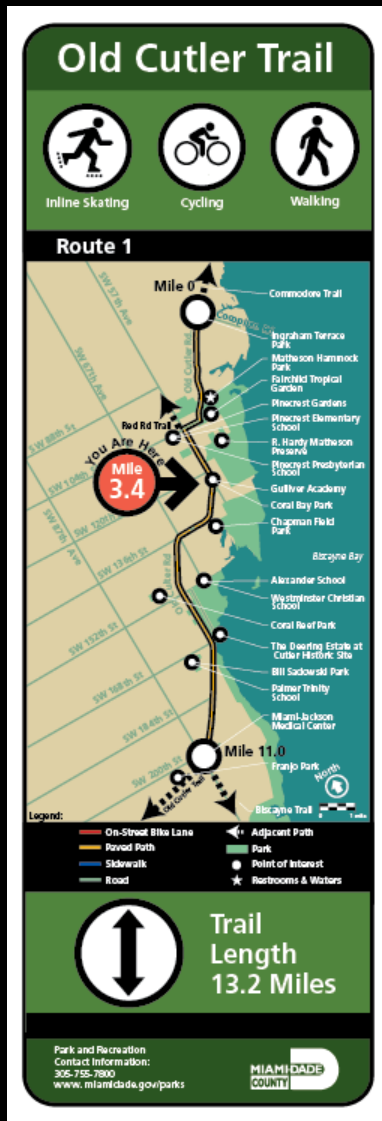 Old Cutler Trail
Inline Skating
Cycling
Walking
Route 1
SW 57th Ave
SW 67th Ave
Mile 0
Commodore Trail
Old Cutler Rd
Ingraham Terrace
Park
Matheson Hammock
Park
Fairchild Tropical
Garden
Pinecrest Gardens
Red Rd Trail
Pinecrest Elementary
School
SW 88th St
You Are Here
R. Hardy Matheson
Preserve
Pinecrest Presbyterian
School
Mile
3.4
SW 104th
Gulliver Academy
Coral Bay Park
SW 87th Ave
SW 120th
Chapman Field
Park
Biscayne Bay
SW 136th St
Alexander School
Westminster Christian
School
Coral Reef Park
SW 152th St
The Deering Estate at
Cutler Historic Site
Bill Sadowski Park
SW 168th St
Palmer Trinity
School
SW 184th St
Miami-Jackson
Medical Center
Mile 11.0
SW 200th St
Franjo Park
North
Old Cutler Trail
Biscayne Trail
0 1 mile
Legend:
On-Street Bike Lane
Adjacent Path
Paved Path
Park
Sidewalk
Point of Interest
Road
Restrooms & Waters
Trail
Length
13.2 Miles
Park and Recreation
Contact Information:
305-755-7800
www.miamidade.gov/parks
MIAMI-DADE
COUNTY